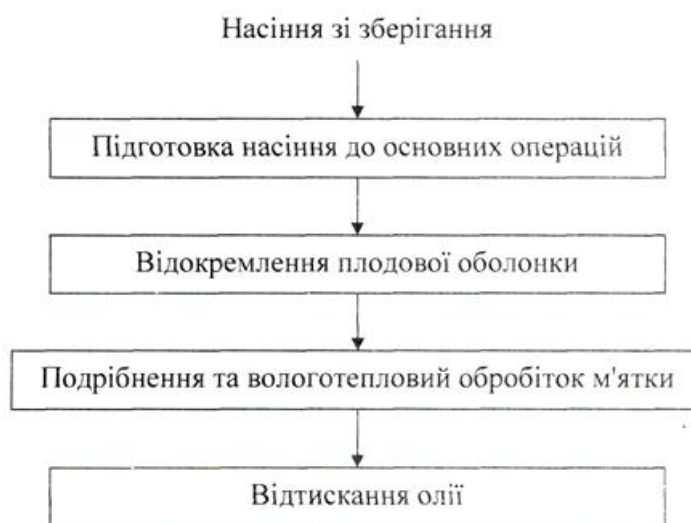 Насіння зі зберігання
Підготовка насіння до основних операцій
Відокремлення плодової оболонки
Подрібнення та вологотепловий обробіток м'ятки
Відтискання олії